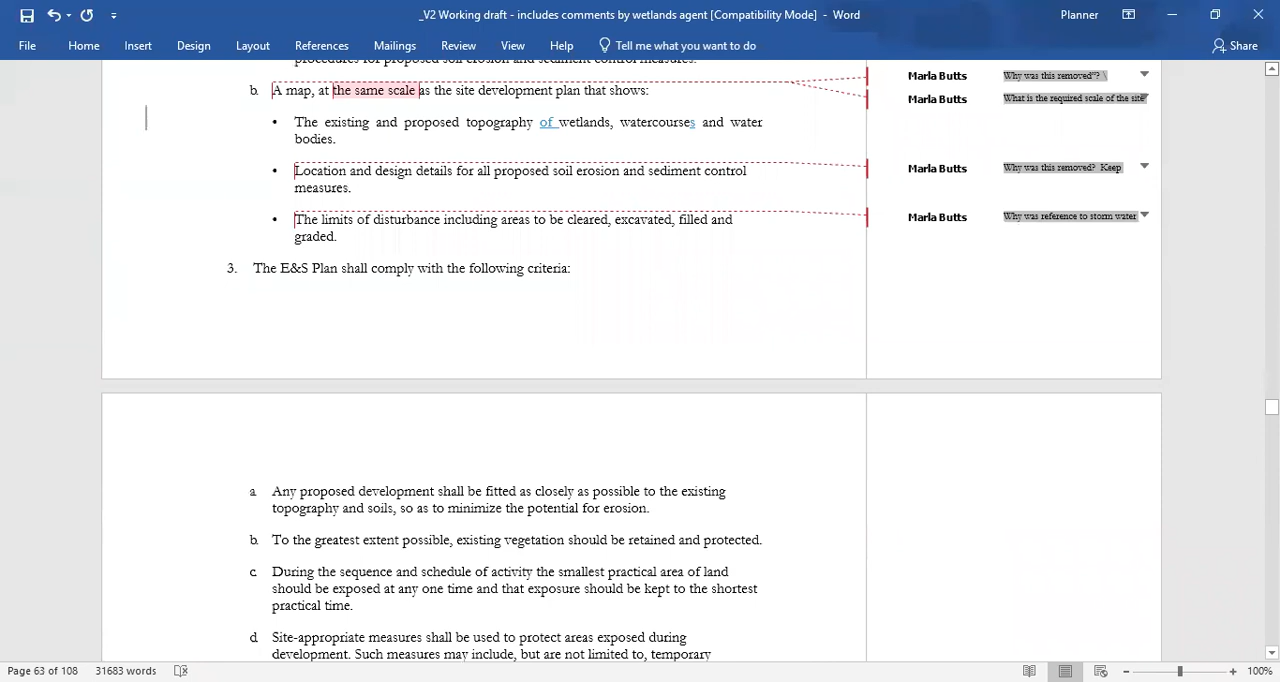 _V2 Working draft - includes comments by wetlands agent [Compatibility Mode] - Word
Planner
File Home Insert Design Layout References Mailings Review View Help Tell me what you want to do Share
procedures for proposed soil erosion and sediment control measures.
b. A map, at the same scale as the site development plan that shows:
• The existing and proposed topography of wetlands, watercourses and water
bodies.
• Location and design details for all proposed soil erosion and sediment control
measures.
• The limits of disturbance including areas to be cleared, excavated, filled and
graded.
3. The E&S Plan shall comply with the following criteria:
Marla Butts Why was this removed"? \
Marla Butts What is the required scale of the site
Marla Butts Why was this removed? Keep
Marla Butts Why was reference to storm water
a. Any proposed development shall be fitted as closely as possible to the existing
topography and soils, so as to minimize the potential for erosion.
b. To the greatest extent possible, existing vegetation should be retained and protected.
c. During the sequence and schedule of activity the smallest practical area of land
should be exposed at any one time and that exposure should be kept to the shortest
practical time.
d. Site-appropriate measures shall be used to protect areas exposed during
development. Such measures may include, but are not limited to, temporary
Page 63 of 108 31683 words 100%